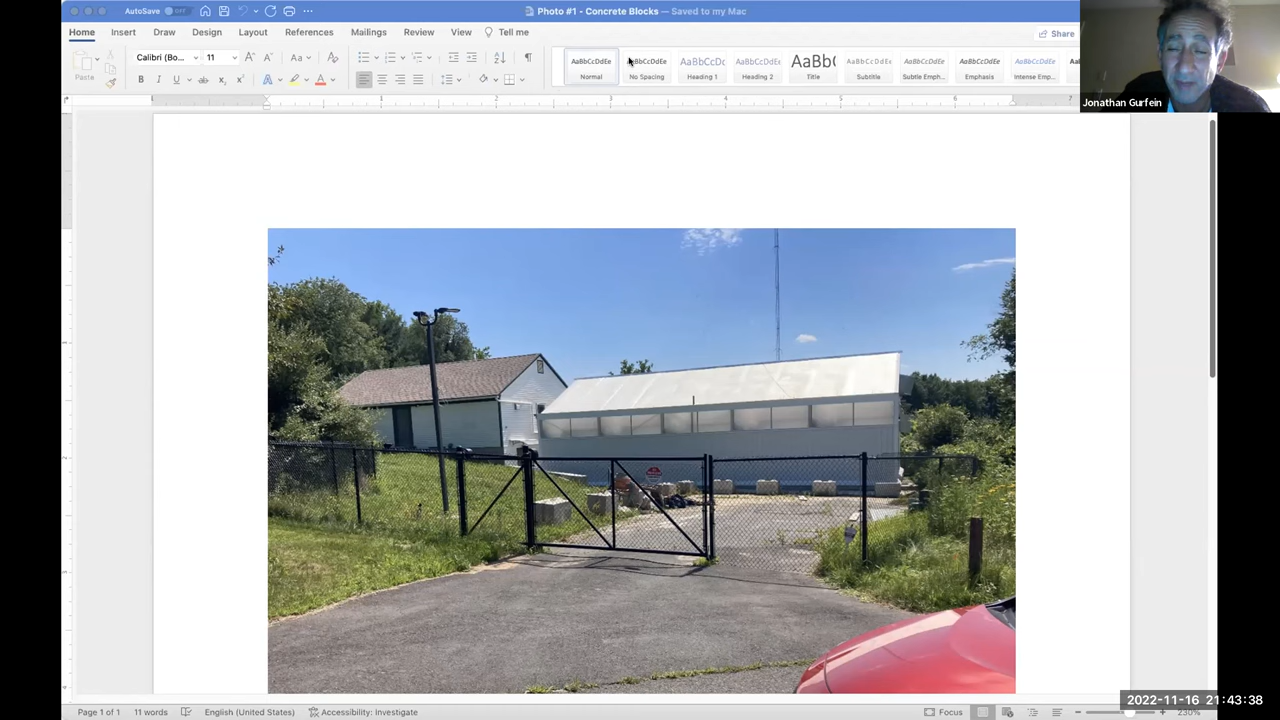 AutoSave OFF Photo #1 - Concrete Blocks — Saved to my Mac
Home Insert Draw Design Layout References Mailings Review View Tell me Share
Paste Calibri (Bo... 11
AaBbCcDdEe Normal
AaBbCcDdEe No Spacing
AaBbCcDc Heading 1
AaBbCcDdEe Heading 2
AaBb( Title
AaBbCcDdEe Subtitle
AaBbCcDdEe Subtle Emph...
AaBbCcDdEe Emphasis
AaBbCcDdEe Intense Emp...
Jonathan Gurfein
Page 1 of 1 11 words English (United States) Accessibility: Investigate Focus 230%
2022-11-16 21:43:38